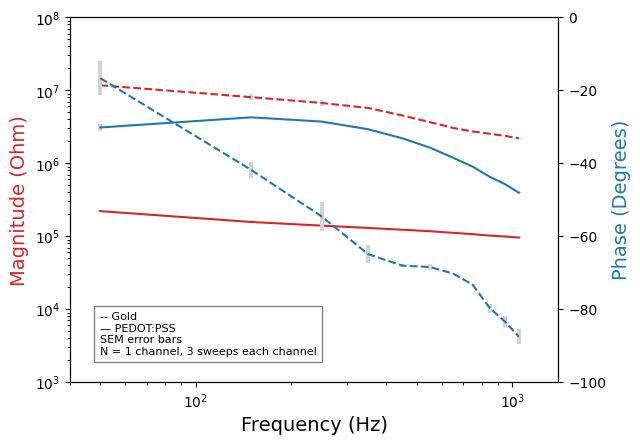 10^8
10^7
10^6
10^5
10^4
10^3
Magnitude (Ohm)
0
−20
−40
−60
−80
−100
Phase (Degrees)
-- Gold
— PEDOT:PSS
SEM error bars
N = 1 channel, 3 sweeps each channel
10^2
10^3
Frequency (Hz)